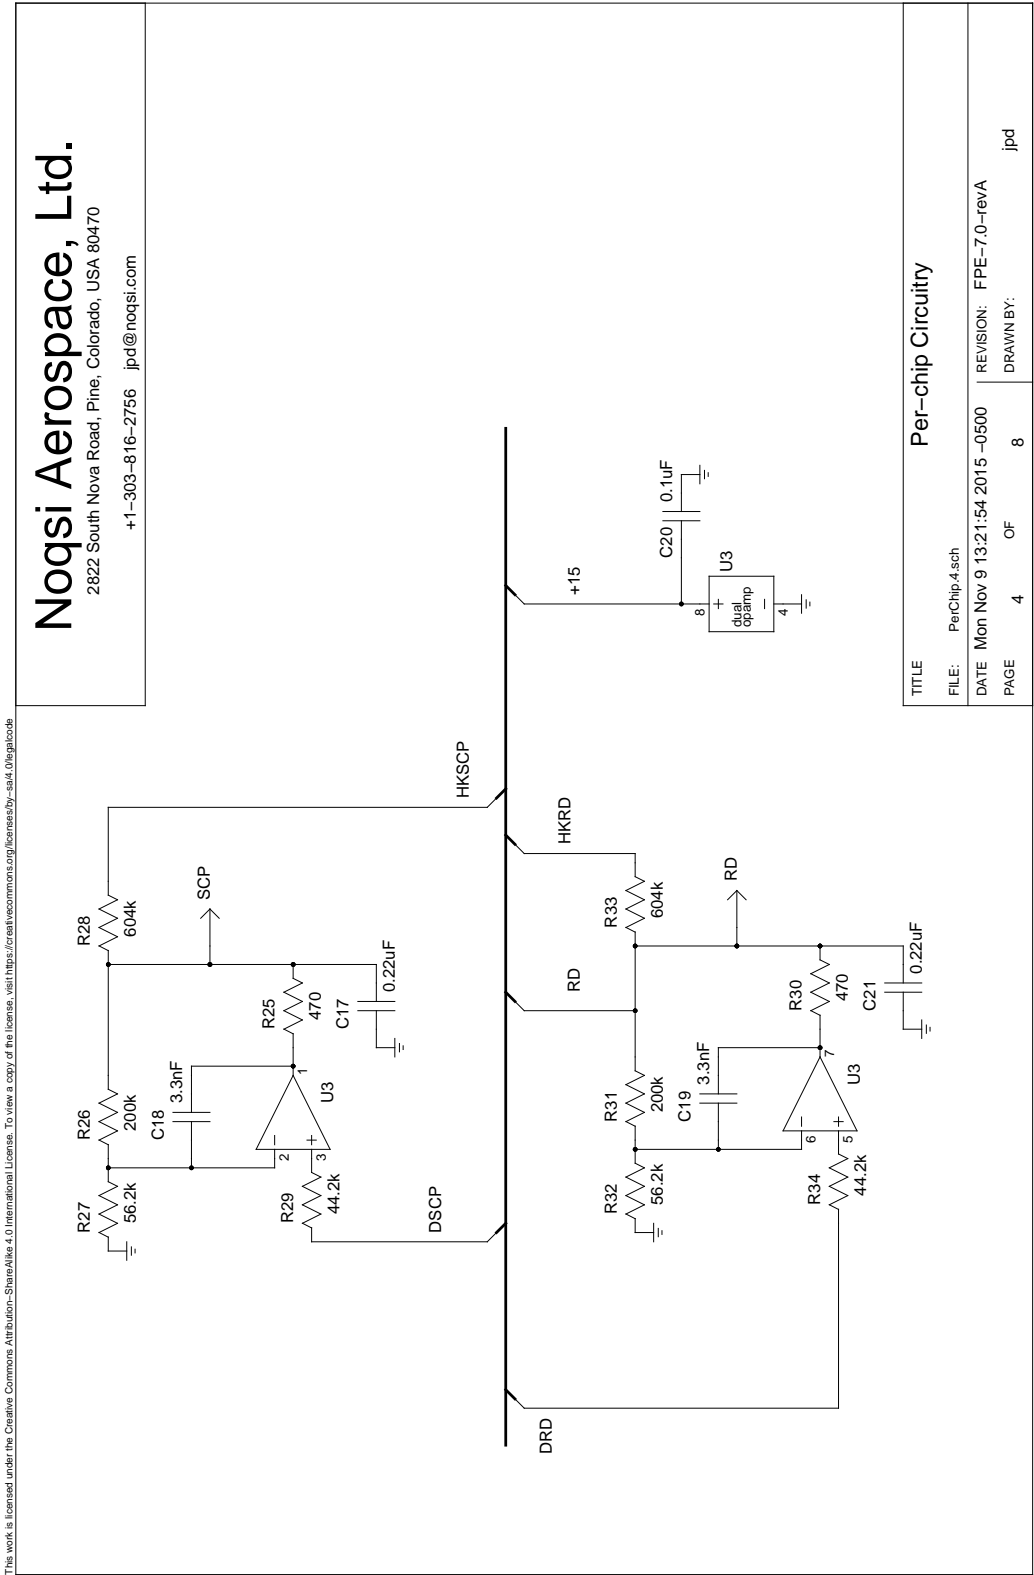 This work is licensed under the Creative Commons Attribution−ShareAlike 4.0 International License. To view a copy of the license, visit https://creativecommons.org/licenses/by−sa/4.0/legalcode
Noqsi Aerospace, Ltd.
2822 South Nova Road, Pine, Colorado, USA 80470
+1−303−816−2756 jpd@noqsi.com
R27
56.2k
R26
200k
R28
604k
C18
3.3nF
SCP
2
3
−
+
1
U3
R25
470
R29
44.2k
C17
0.22uF
DSCP
HKSCP
DRD
RD
HKRD
+15
R32
56.2k
R31
200k
R33
604k
C19
3.3nF
RD
6
5
−
+
7
U3
R30
470
R34
44.2k
C21
0.22uF
C20
0.1uF
8
+
dual
opamp
−
4
U3
TITLE
Per−chip Circuitry
FILE: PerChip.4.sch
DATE Mon Nov 9 13:21:54 2015 −0500
REVISION: FPE−7.0−revA
PAGE 4 OF 8
DRAWN BY: jpd